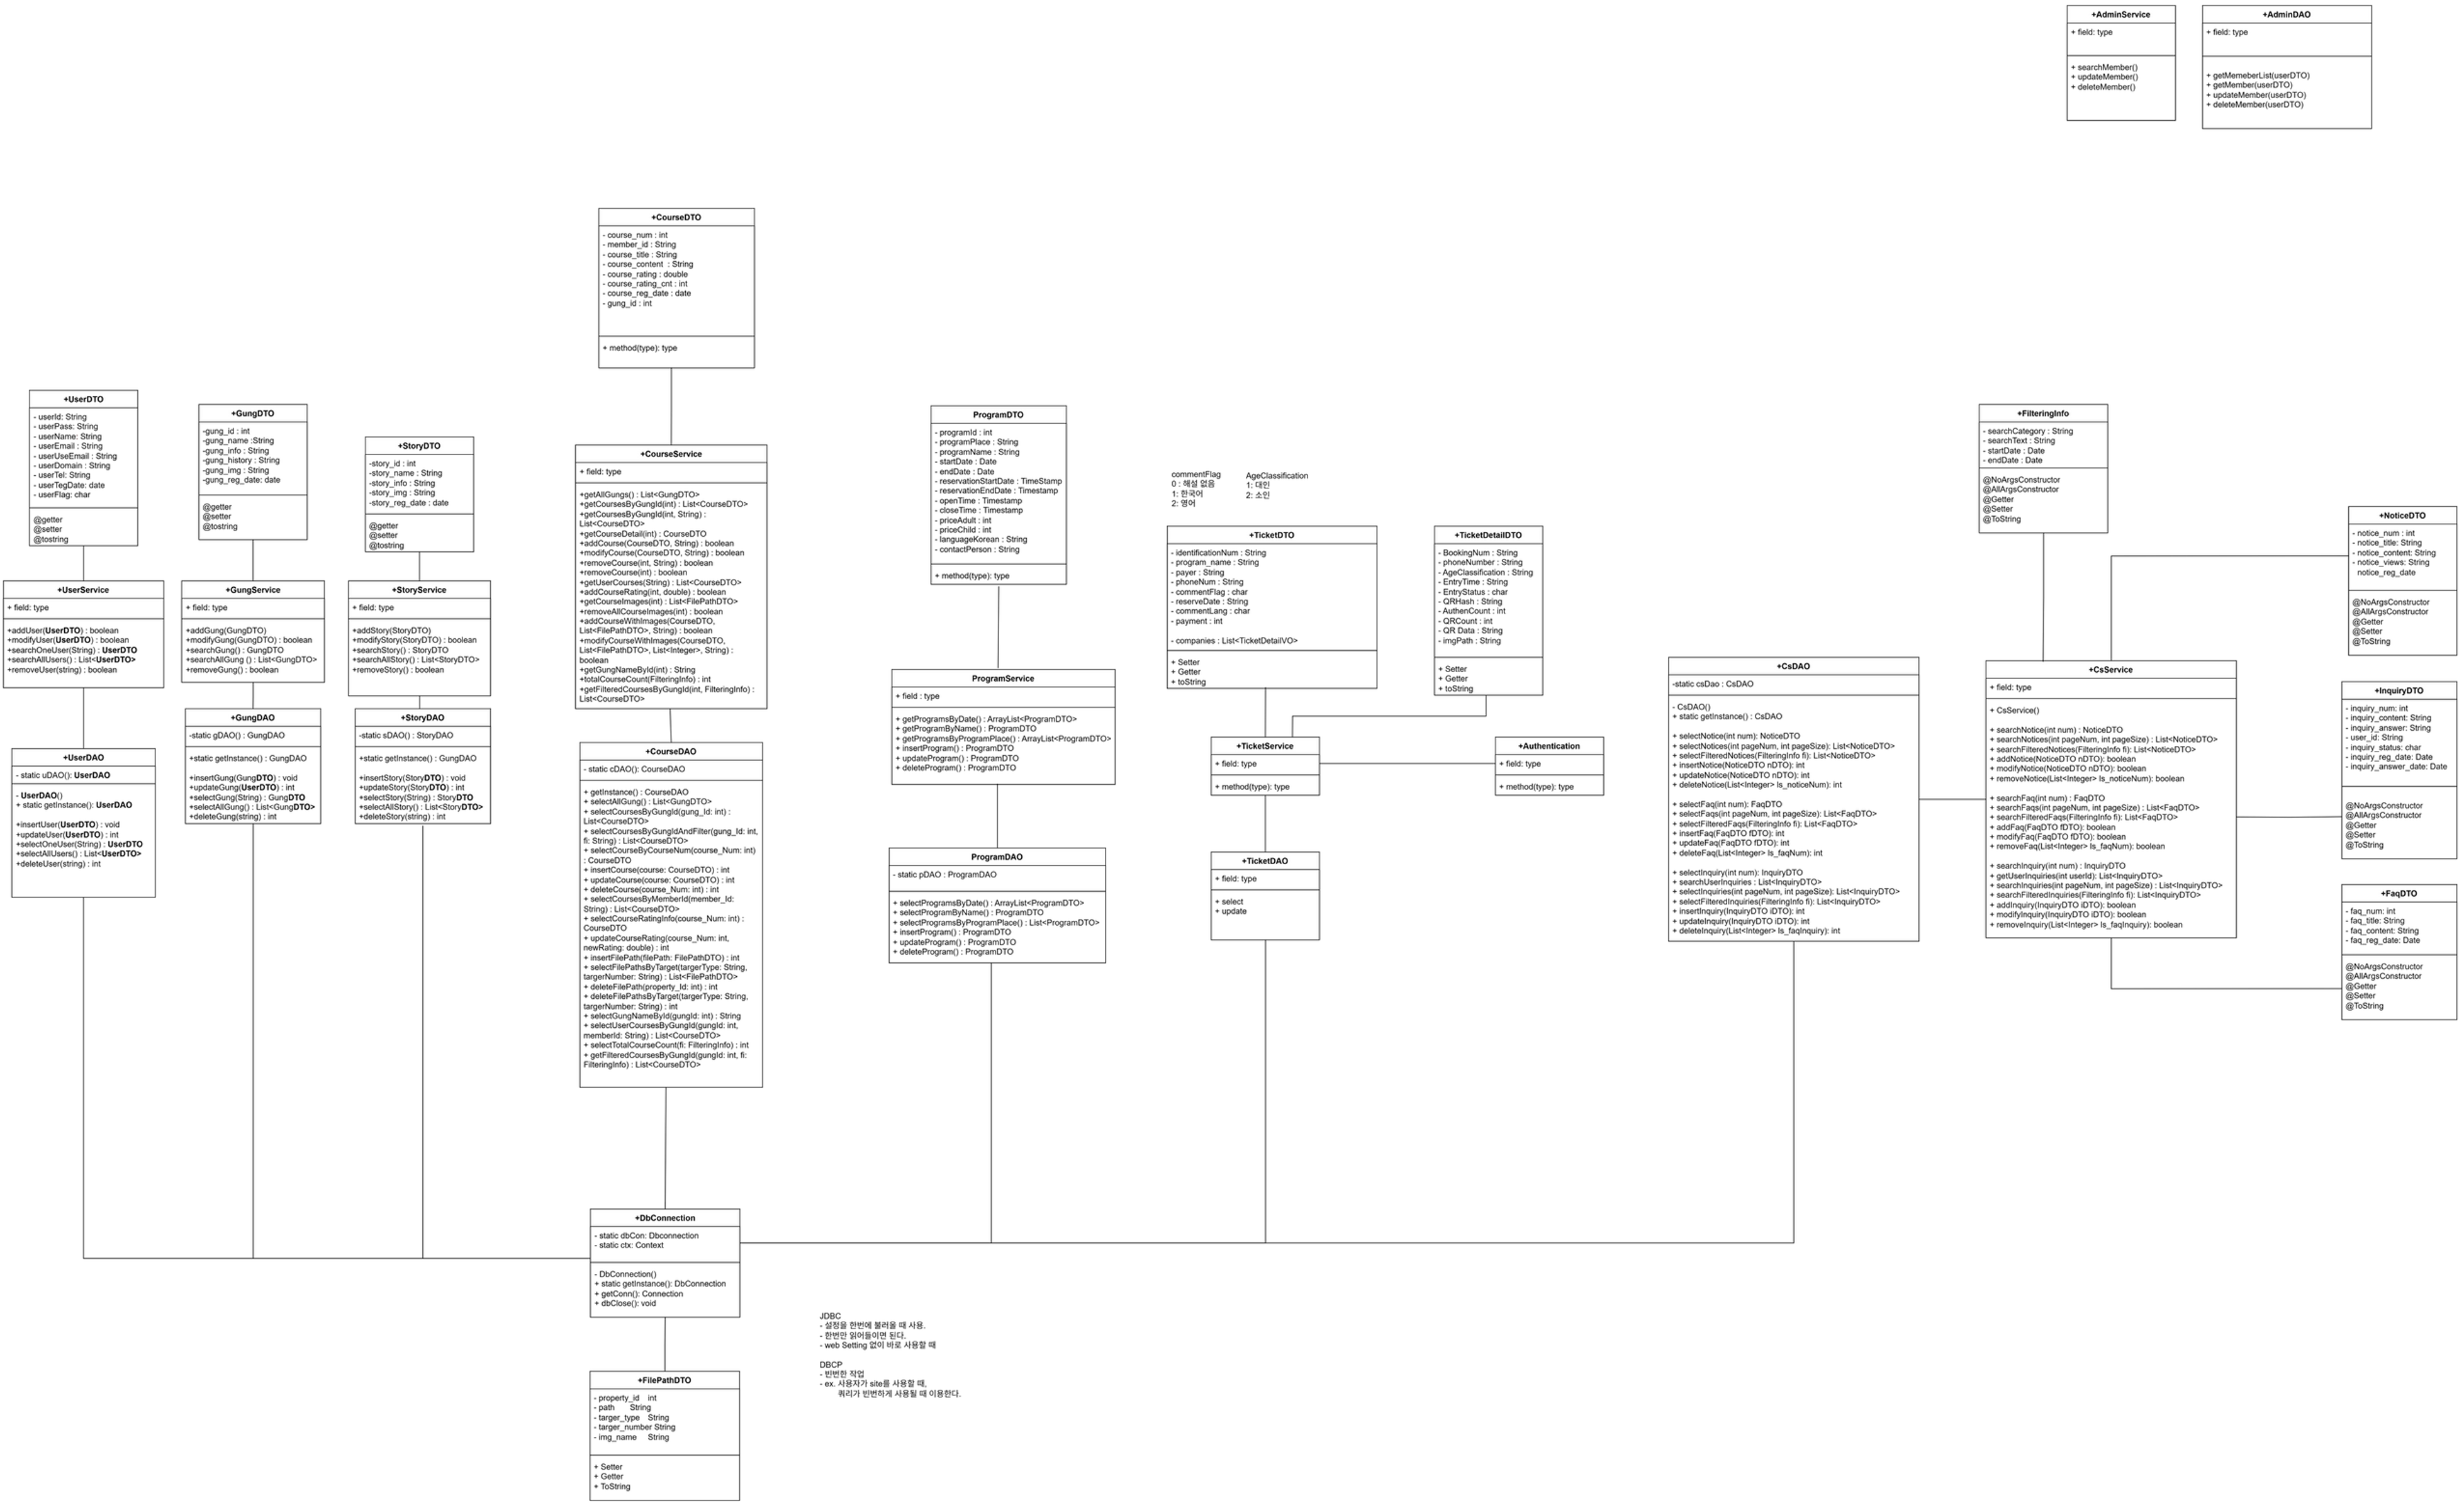 +AdminService
+ field: type
+ searchMember()
+ updateMember()
+ deleteMember()
+AdminDAO
+ field: type
+ getMemeberList(userDTO)
+ getMember(userDTO)
+ updateMember(userDTO)
+ deleteMember(userDTO)
+CourseDTO
- course_num : int
- member_id : String
- course_title : String
- course_content  : String
- course_rating : double
- course_rating_cnt : int
- course_reg_date : date
- gung_id : int
+ method(type): type
+UserDTO
- userId: String
- userPass: String
- userName: String
- userEmail : String
- userUseEmail : String
- userDomain : String
- userTel: String
- userTegDate: date
- userFlag: char
@getter
@setter
@tostring
+GungDTO
-gung_id : int
-gung_name :String
-gung_info : String
-gung_history : String
-gung_img : String
-gung_reg_date: date
@getter
@setter
@tostring
+StoryDTO
-story_id : int
-story_name : String
-story_info : String
-story_img : String
-story_reg_date : date
@getter
@setter
@tostring
+UserService
+ field: type
+addUser(UserDTO) : boolean
+modifyUser(UserDTO) : boolean
+searchOneUser(String) : UserDTO
+searchAllUsers() : List<UserDTO>
+removeUser(string) : boolean
+GungService
+ field: type
+addGung(GungDTO)
+modifyGung(GungDTO) : boolean
+searchGung() : GungDTO
+searchAllGung () : List<GungDTO>
+removeGung() : boolean
+StoryService
+ field: type
+addStory(StoryDTO)
+modifyStory(StoryDTO) : boolean
+searchStory() : StoryDTO
+searchAllStory() : List<StoryDTO>
+removeStory() : boolean
+UserDAO
- static uDAO(): UserDAO
- UserDAO()
+ static getInstance(): UserDAO
+insertUser(UserDTO) : void
+updateUser(UserDTO) : int
+selectOneUser(String) : UserDTO
+selectAllUsers() : List<UserDTO>
+deleteUser(string) : int
+GungDAO
-static gDAO() : GungDAO
+static getInstance() : GungDAO
+insertGung(GungDTO) : void
+updateGung(UserDTO) : int
+selectGung(String) : GungDTO
+selectAllGung() : List<GungDTO>
+deleteGung(string) : int
+StoryDAO
-static sDAO() : StoryDAO
+static getInstance() : GungDAO
+insertStory(StoryDTO) : void
+updateStory(StoryDTO) : int
+selectStory(String) : StoryDTO
+selectAllStory() : List<StoryDTO>
+deleteStory(string) : int
+CourseService
+ field: type
+getAllGungs() : List<GungDTO>
+getCoursesByGungId(int) : List<CourseDTO>
+getCoursesByGungId(int, String) :
List<CourseDTO>
+getCourseDetail(int) : CourseDTO
+addCourse(CourseDTO, String) : boolean
+modifyCourse(CourseDTO, String) : boolean
+removeCourse(int, String) : boolean
+removeCourse(int) : boolean
+getUserCourses(String) : List<CourseDTO>
+addCourseRating(int, double) : boolean
+getCourseImages(int) : List<FilePathDTO>
+removeAllCourseImages(int) : boolean
+addCourseWithImages(CourseDTO,
List<FilePathDTO>, String) : boolean
+modifyCourseWithImages(CourseDTO,
List<FilePathDTO>, List<Integer>, String) :
boolean
+getGungNameById(int) : String
+totalCourseCount(FilteringInfo) : int
+getFilteredCoursesByGungId(int, FilteringInfo) :
List<CourseDTO>
+CourseDAO
- static cDAO(): CourseDAO
+ getInstance() : CourseDAO
+ selectAllGung() : List<GungDTO>
+ selectCoursesByGungId(gung_Id: int) :
List<CourseDTO>
+ selectCoursesByGungIdAndFilter(gung_Id: int,
fi: String) : List<CourseDTO>
+ selectCourseByCourseNum(course_Num: int)
: CourseDTO
+ insertCourse(course: CourseDTO) : int
+ updateCourse(course: CourseDTO) : int
+ deleteCourse(course_Num: int) : int
+ selectCoursesByMemberId(member_Id:
String) : List<CourseDTO>
+ selectCourseRatingInfo(course_Num: int) :
CourseDTO
+ updateCourseRating(course_Num: int,
newRating: double) : int
+ insertFilePath(filePath: FilePathDTO) : int
+ selectFilePathsByTarget(targerType: String,
targerNumber: String) : List<FilePathDTO>
+ deleteFilePath(property_Id: int) : int
+ deleteFilePathsByTarget(targerType: String,
targerNumber: String) : int
+ selectGungNameById(gungId: int) : String
+ selectUserCoursesByGungId(gungId: int,
memberId: String) : List<CourseDTO>
+ selectTotalCourseCount(fi: FilteringInfo) : int
+ getFilteredCoursesByGungId(gungId: int, fi:
FilteringInfo) : List<CourseDTO>
ProgramDTO
- programId : int
- programPlace : String
- programName : String
- startDate : Date
- endDate : Date
- reservationStartDate : TimeStamp
- reservationEndDate : Timestamp
- openTime : Timestamp
- closeTime : Timestamp
- priceAdult : int
- priceChild : int
- languageKorean : String
- contactPerson : String
+ method(type): type
ProgramService
+ field : type
+ getProgramsByDate() : ArrayList<ProgramDTO>
+ getProgramByName() : ProgramDTO
+ getProgramsByProgramPlace() : ArrayList<ProgramDTO>
+ insertProgram() : ProgramDTO
+ updateProgram() : ProgramDTO
+ deleteProgram() : ProgramDTO
ProgramDAO
- static pDAO : ProgramDAO
+ selectProgramsByDate() : ArrayList<ProgramDTO>
+ selectProgramByName() : ProgramDTO
+ selectProgramsByProgramPlace() : List<ProgramDTO>
+ insertProgram() : ProgramDTO
+ updateProgram() : ProgramDTO
+ deleteProgram() : ProgramDTO
commentFlag
0 : 해설 없음
1: 한국어
2: 영어
AgeClassification
1: 대인
2: 소인
+TicketDTO
- identificationNum : String
- program_name : String
- payer : String
- phoneNum : String
- commentFlag : char
- reserveDate : String
- commentLang : char
- payment : int
- companies : List<TicketDetailVO>
+ Setter
+ Getter
+ toString
+TicketDetailDTO
- BookingNum : String
- phoneNumber : String
- AgeClassification : String
- EntryTime : String
- EntryStatus : char
- QRHash : String
- AuthenCount : int
- QRCount : int
- QR Data : String
- imgPath : String
+ Setter
+ Getter
+ toString
+TicketService
+ field: type
+ method(type): type
+Authentication
+ field: type
+ method(type): type
+TicketDAO
+ field: type
+ select
+ update
+CsDAO
-static csDao : CsDAO
- CsDAO()
+ static getInstance() : CsDAO
+ selectNotice(int num): NoticeDTO
+ selectNotices(int pageNum, int pageSize): List<NoticeDTO>
+ selectFilteredNotices(FilteringInfo fi): List<NoticeDTO>
+ insertNotice(NoticeDTO nDTO): int
+ updateNotice(NoticeDTO nDTO): int
+ deleteNotice(List<Integer> ls_noticeNum): int
+ selectFaq(int num): FaqDTO
+ selectFaqs(int pageNum, int pageSize): List<FaqDTO>
+ selectFilteredFaqs(FilteringInfo fi): List<FaqDTO>
+ insertFaq(FaqDTO fDTO): int
+ updateFaq(FaqDTO fDTO): int
+ deleteFaq(List<Integer> ls_faqNum): int
+ selectInquiry(int num): InquiryDTO
+ searchUserInquiries : List<InquiryDTO>
+ selectInquiries(int pageNum, int pageSize): List<InquiryDTO>
+ selectFilteredInquiries(FilteringInfo fi): List<InquiryDTO>
+ insertInquiry(InquiryDTO iDTO): int
+ updateInquiry(InquiryDTO iDTO): int
+ deleteInquiry(List<Integer> ls_faqInquiry): int
+FilteringInfo
- searchCategory : String
- searchText : String
- startDate : Date
- endDate : Date
@NoArgsConstructor
@AllArgsConstructor
@Getter
@Setter
@ToString
+CsService
+ field: type
+ CsService()
+ searchNotice(int num) : NoticeDTO
+ searchNotices(int pageNum, int pageSize) : List<NoticeDTO>
+ searchFilteredNotices(FilteringInfo fi): List<NoticeDTO>
+ addNotice(NoticeDTO nDTO): boolean
+ modifyNotice(NoticeDTO nDTO): boolean
+ removeNotice(List<Integer> ls_noticeNum): boolean
+ searchFaq(int num) : FaqDTO
+ searchFaqs(int pageNum, int pageSize) : List<FaqDTO>
+ searchFilteredFaqs(FilteringInfo fi): List<FaqDTO>
+ addFaq(FaqDTO fDTO): boolean
+ modifyFaq(FaqDTO fDTO): boolean
+ removeFaq(List<Integer> ls_faqNum): boolean
+ searchInquiry(int num) : InquiryDTO
+ getUserInquiries(int userId): List<InquiryDTO>
+ searchInquiries(int pageNum, int pageSize) : List<InquiryDTO>
+ searchFilteredInquiries(FilteringInfo fi): List<InquiryDTO>
+ addInquiry(InquiryDTO iDTO): boolean
+ modifyInquiry(InquiryDTO iDTO): boolean
+ removeInquiry(List<Integer> ls_faqInquiry): boolean
+NoticeDTO
- notice_num : int
- notice_title: String
- notice_content: String
- notice_views: String
notice_reg_date
@NoArgsConstructor
@AllArgsConstructor
@Getter
@Setter
@ToString
+InquiryDTO
- inquiry_num: int
- inquiry_content: String
- inquiry_answer: String
- user_id: String
- inquiry_status: char
- inquiry_reg_date: Date
- inquiry_answer_date: Date
@NoArgsConstructor
@AllArgsConstructor
@Getter
@Setter
@ToString
+FaqDTO
- faq_num: int
- faq_title: String
- faq_content: String
- faq_reg_date: Date
@NoArgsConstructor
@AllArgsConstructor
@Getter
@Setter
@ToString
+DbConnection
- static dbCon: Dbconnection
- static ctx: Context
- DbConnection()
+ static getInstance(): DbConnection
+ getConn(): Connection
+ dbClose(): void
JDBC
- 설정을 한번에 불러올 때 사용.
- 한번만 읽어들이면 된다.
- web Setting 없이 바로 사용할 때
DBCP
- 빈번한 작업
- ex. 사용자가 site를 사용할 때,
쿼리가 빈번하게 사용될 때 이용한다.
+FilePathDTO
- property_id    int
- path       String
- targer_type    String
- targer_number String
- img_name     String
+ Setter
+ Getter
+ ToString